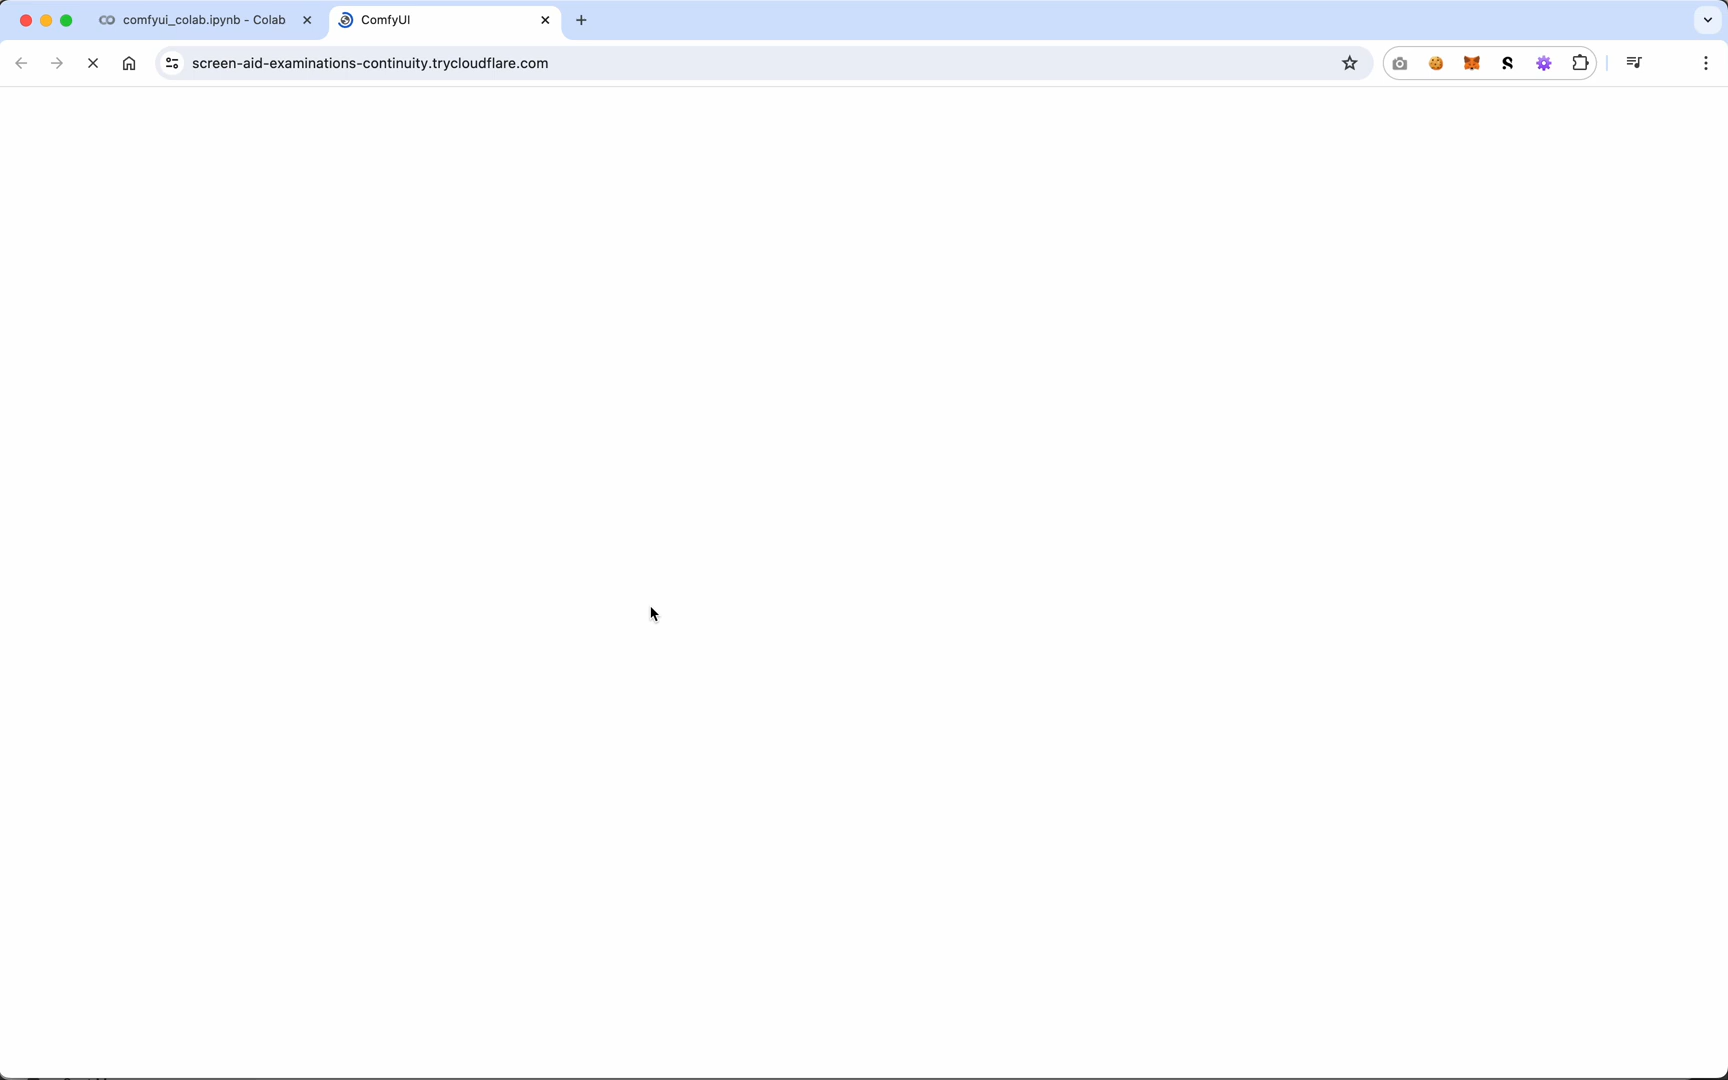 comfyui_colab.ipynb - Colab
ComfyUI
screen-aid-examinations-continuity.trycloudflare.com